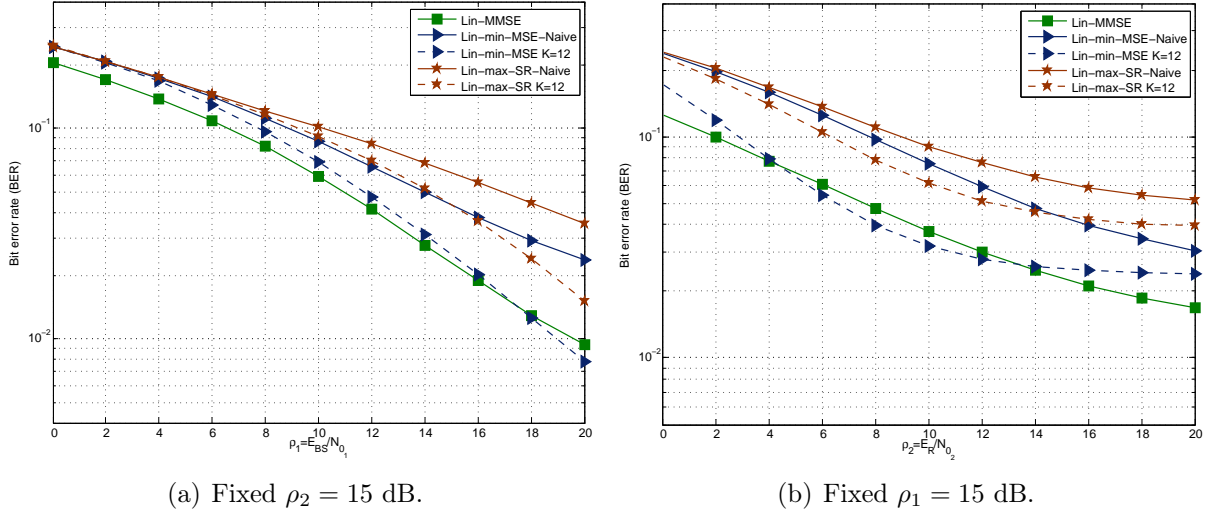 Bit error rate (BER)
10⁻¹
10⁻²
0 2 4 6 8 10 12 14 16 18 20
ρ₁=E_BS/N_0₁
Lin−MMSE
Lin−min−MSE−Naive
Lin−min−MSE K=12
Lin−max−SR−Naive
Lin−max−SR K=12
(a) Fixed ρ₂ = 15 dB.
Bit error rate (BER)
10⁻¹
10⁻²
0 2 4 6 8 10 12 14 16 18 20
ρ₂=E_R/N_0₂
Lin−MMSE
Lin−min−MSE−Naive
Lin−min−MSE K=12
Lin−max−SR−Naive
Lin−max−SR K=12
(b) Fixed ρ₁ = 15 dB.